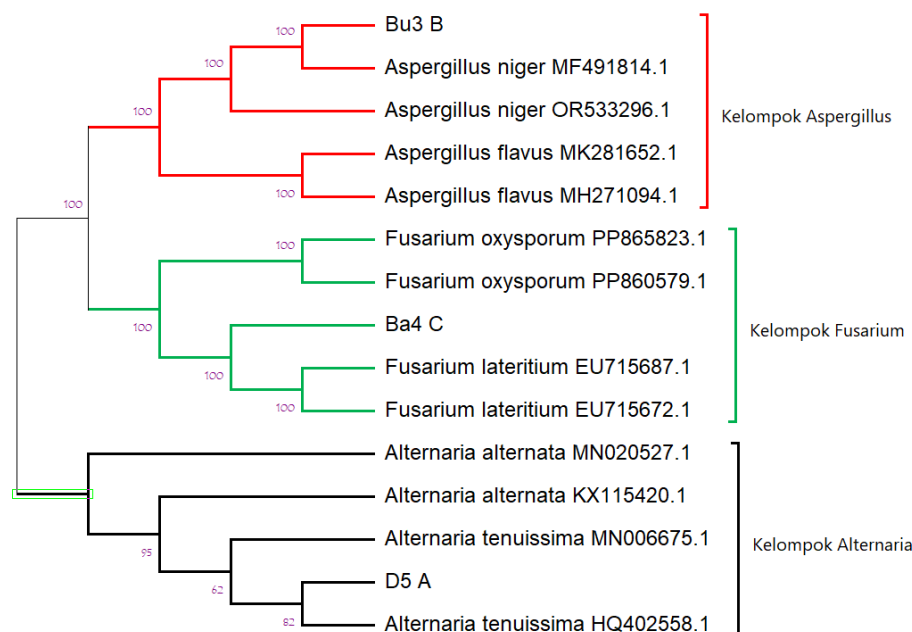 Bu3 B
100
Aspergillus niger MF491814.1
100
Aspergillus niger OR533296.1
100
Kelompok Aspergillus
Aspergillus flavus MK281652.1
100
Aspergillus flavus MH271094.1
100
Fusarium oxysporum PP865823.1
100
Fusarium oxysporum PP860579.1
100
Ba4 C
Kelompok Fusarium
Fusarium lateritium EU715687.1
100
Fusarium lateritium EU715672.1
100
Alternaria alternata MN020527.1
Alternaria alternata KX115420.1
95
Alternaria tenuissima MN006675.1
Kelompok Alternaria
62
D5 A
82
Alternaria tenuissima HQ402558.1